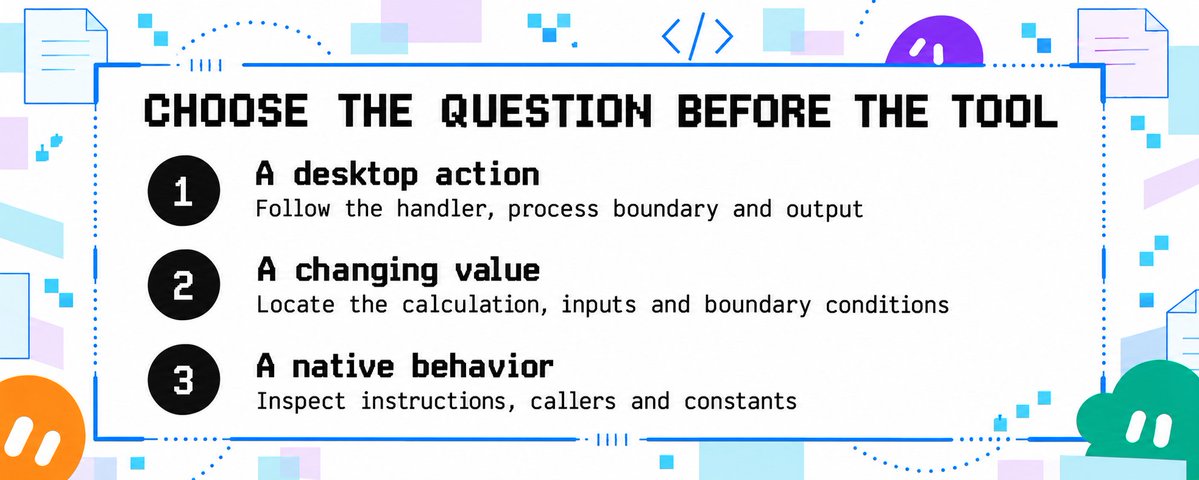 CHOOSE THE QUESTION BEFORE THE TOOL
1
A desktop action
Follow the handler, process boundary and output
2
A changing value
Locate the calculation, inputs and boundary conditions
3
A native behavior
Inspect instructions, callers and constants